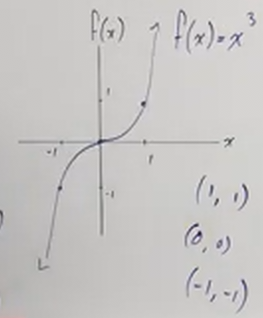 f(x)
f(x)=x³
1
x
-1
1
-1
(1, 1)
(0, 0)
(-1, -1)